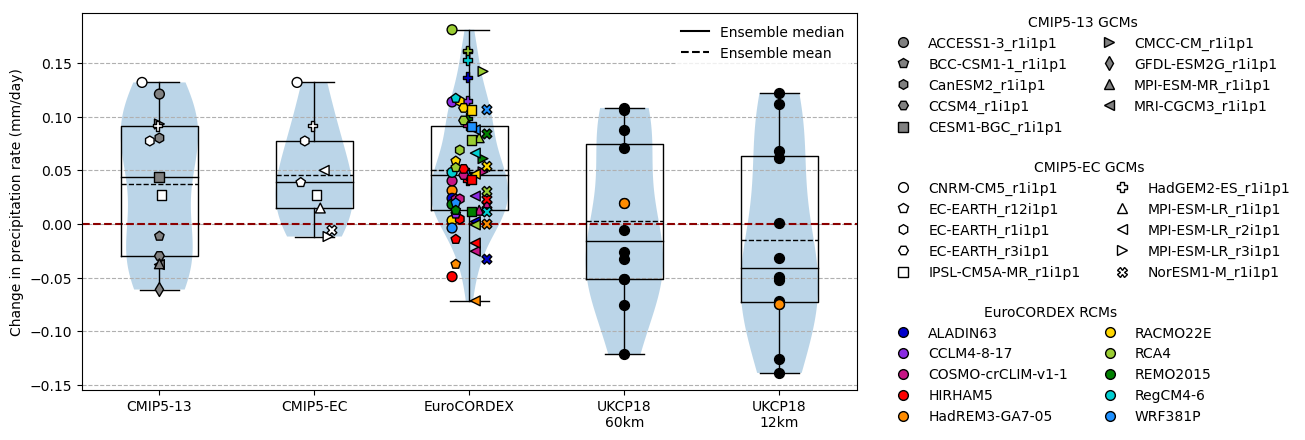 Change in precipitation rate (mm/day)
0.15
0.10
0.05
0.00
−0.05
−0.10
−0.15
Ensemble median
Ensemble mean
CMIP5-13
CMIP5-EC
EuroCORDEX
UKCP18
60km
UKCP18
12km
CMIP5-13 GCMs
ACCESS1-3_r1i1p1
BCC-CSM1-1_r1i1p1
CanESM2_r1i1p1
CCSM4_r1i1p1
CESM1-BGC_r1i1p1
CMCC-CM_r1i1p1
GFDL-ESM2G_r1i1p1
MPI-ESM-MR_r1i1p1
MRI-CGCM3_r1i1p1
CMIP5-EC GCMs
CNRM-CM5_r1i1p1
EC-EARTH_r12i1p1
EC-EARTH_r1i1p1
EC-EARTH_r3i1p1
IPSL-CM5A-MR_r1i1p1
HadGEM2-ES_r1i1p1
MPI-ESM-LR_r1i1p1
MPI-ESM-LR_r2i1p1
MPI-ESM-LR_r3i1p1
NorESM1-M_r1i1p1
EuroCORDEX RCMs
ALADIN63
CCLM4-8-17
COSMO-crCLIM-v1-1
HIRHAM5
HadREM3-GA7-05
RACMO22E
RCA4
REMO2015
RegCM4-6
WRF381P